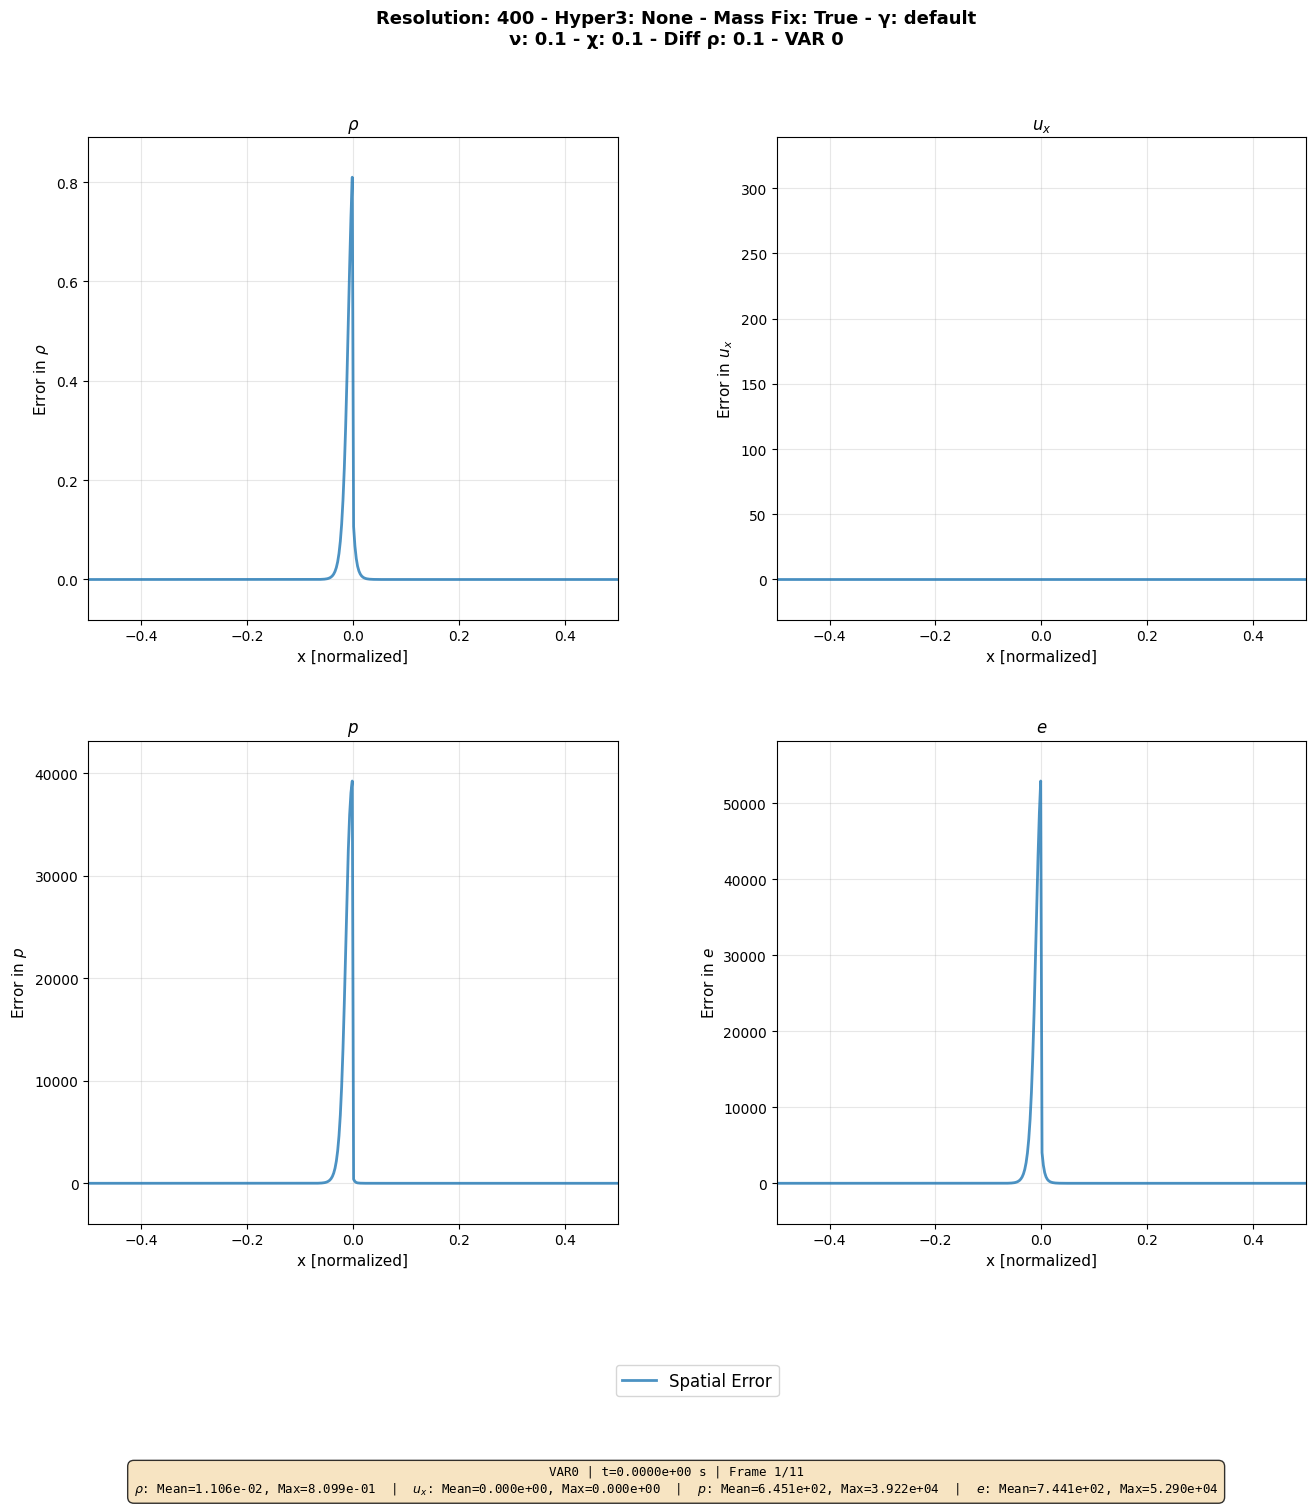 Resolution: 400 - Hyper3: None - Mass Fix: True - γ: default
ν: 0.1 - χ: 0.1 - Diff ρ: 0.1 - VAR 0
ρ
Error in ρ
0.8
0.6
0.4
0.2
0.0
−0.4 −0.2 0.0 0.2 0.4
x [normalized]
u_x
Error in u_x
300
250
200
150
100
50
0
−0.4 −0.2 0.0 0.2 0.4
x [normalized]
p
Error in p
40000
30000
20000
10000
0
−0.4 −0.2 0.0 0.2 0.4
x [normalized]
e
Error in e
50000
40000
30000
20000
10000
0
−0.4 −0.2 0.0 0.2 0.4
x [normalized]
Spatial Error
VAR0 | t=0.0000e+00 s | Frame 1/11
ρ: Mean=1.106e-02, Max=8.099e-01 | u_x: Mean=0.000e+00, Max=0.000e+00 | p: Mean=6.451e+02, Max=3.922e+04 | e: Mean=7.441e+02, Max=5.290e+04